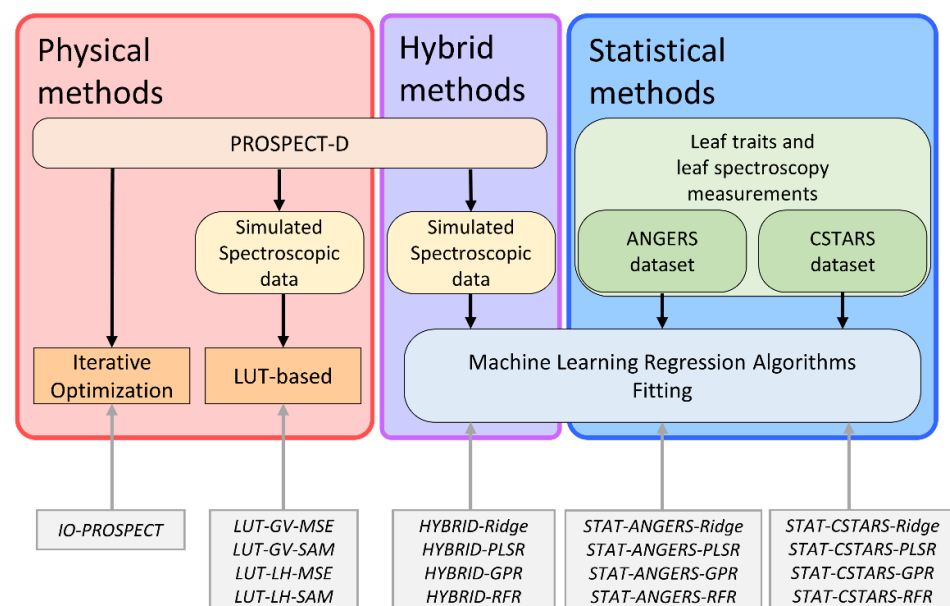 Physical
methods
Hybrid
methods
Statistical
methods
PROSPECT-D
Leaf traits and
leaf spectroscopy
measurements
Simulated
Spectroscopic
data
Simulated
Spectroscopic
data
ANGERS
dataset
CSTARS
dataset
Iterative
Optimization
LUT-based
Machine Learning Regression Algorithms
Fitting
IO-PROSPECT
LUT-GV-MSE
LUT-GV-SAM
LUT-LH-MSE
LUT-LH-SAM
HYBRID-Ridge
HYBRID-PLSR
HYBRID-GPR
HYBRID-RFR
STAT-ANGERS-Ridge
STAT-ANGERS-PLSR
STAT-ANGERS-GPR
STAT-ANGERS-RFR
STAT-CSTARS-Ridge
STAT-CSTARS-PLSR
STAT-CSTARS-GPR
STAT-CSTARS-RFR